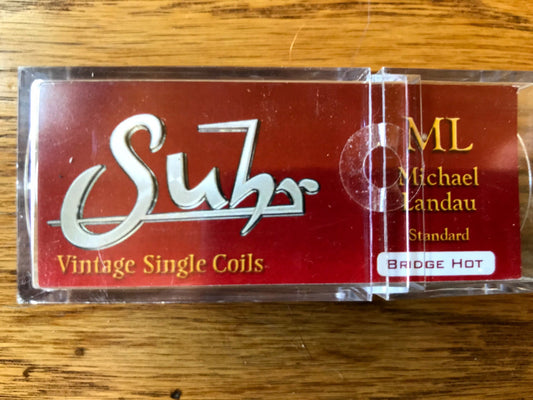 Suhr
Vintage Single Coils
ML
Michael
Landau
Standard
BRIDGE HOT